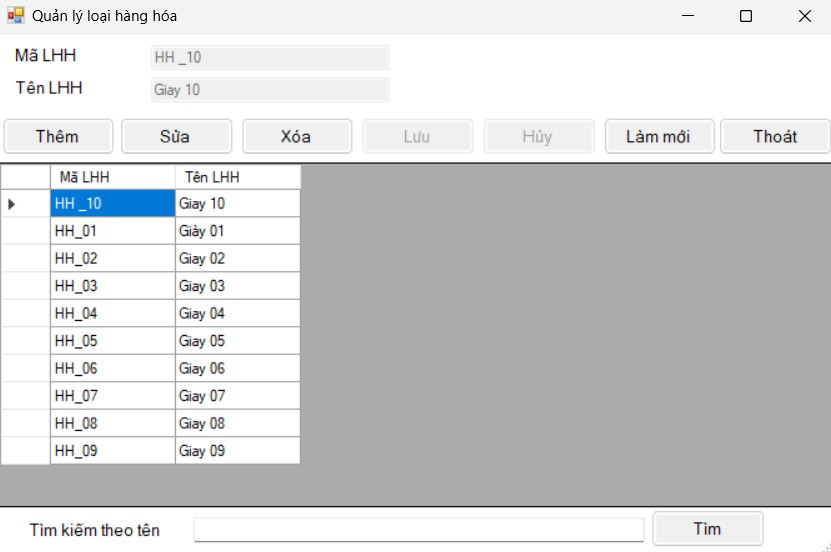 Quản lý loại hàng hóa
Mã LHH HH _10
Tên LHH Giay 10
Thêm Sửa Xóa Lưu Hủy Làm mới Thoát
Mã LHH Tên LHH
HH _10 Giay 10
HH_01 Giày 01
HH_02 Giay 02
HH_03 Giay 03
HH_04 Giay 04
HH_05 Giay 05
HH_06 Giay 06
HH_07 Giay 07
HH_08 Giay 08
HH_09 Giay 09
Tìm kiếm theo tên Tìm